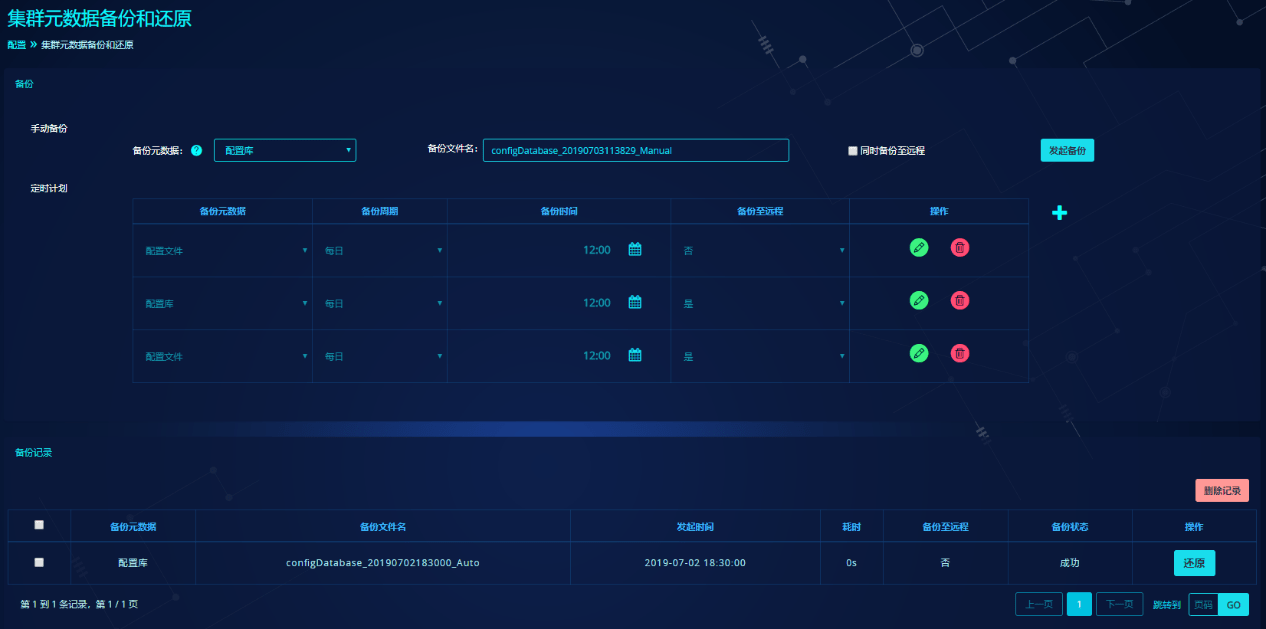 集群元数据备份和还原
配置 » 集群元数据备份和还原
备份
手动备份
备份元数据: ? 配置库 备份文件名: configDatabase_20190703113829_Manual 同时备份至远程 发起备份
定时计划
备份元数据 备份周期 备份时间 备份至远程 操作
配置文件 每日 12:00 否
配置库 每日 12:00 是
配置文件 每日 12:00 是
备份记录
删除记录
备份元数据 备份文件名 发起时间 耗时 备份至远程 备份状态 操作
配置库 configDatabase_20190702183000_Auto 2019-07-02 18:30:00 0s 否 成功 还原
第 1 到 1 条记录，第 1 / 1 页 上一页 1 下一页 跳转到 页码 GO